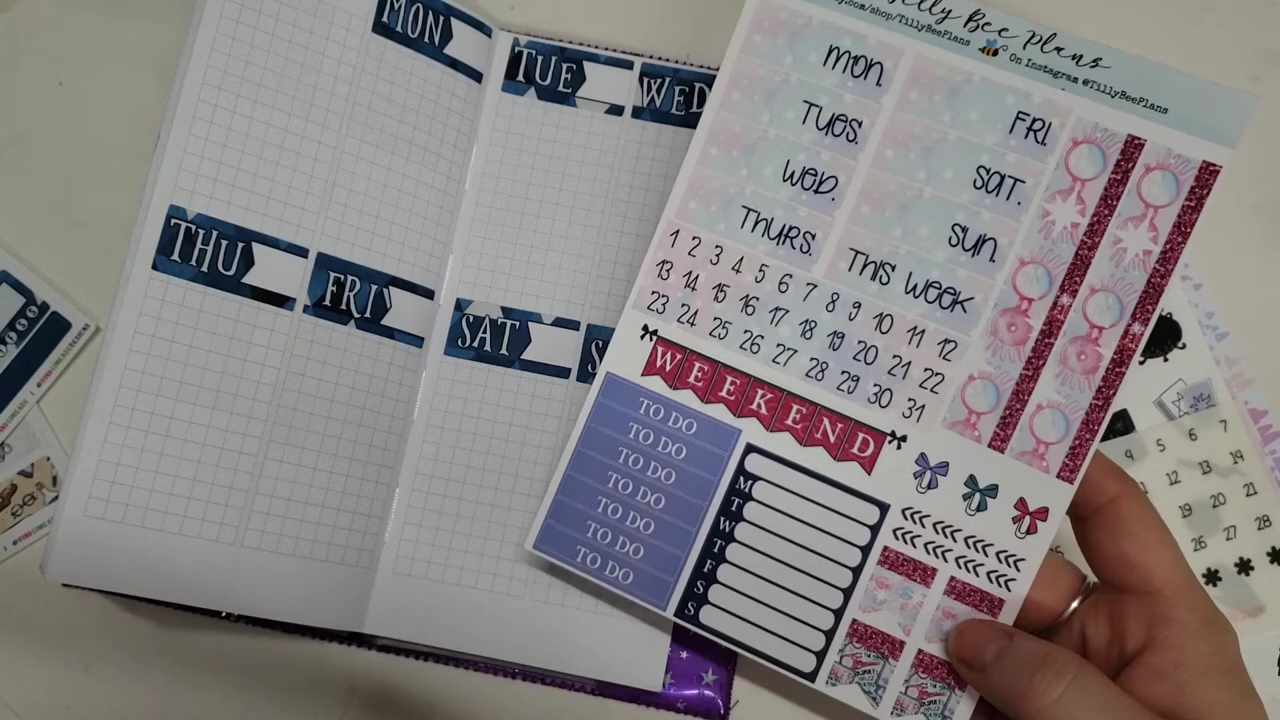 MON
TUE
WED
THU
FRI
SAT
S
Bee Plans
.com/shop/TillyBeePlans
On Instagram @TillyBeePlans
Mon.
Tues.
Wed.
Thurs.
Fri.
Sat.
Sun.
This Week
1 2 3 4 5 6 7 8 9 10 11 12
13 14 15 16 17 18 19 20 21 22
23 24 25 26 27 28 29 30 31
WEEKEND
TO DO
TO DO
TO DO
TO DO
TO DO
TO DO
TO DO
M
T
W
T
F
S
S
4 5 6 7
12 13 14
19 20 21
26 27 28